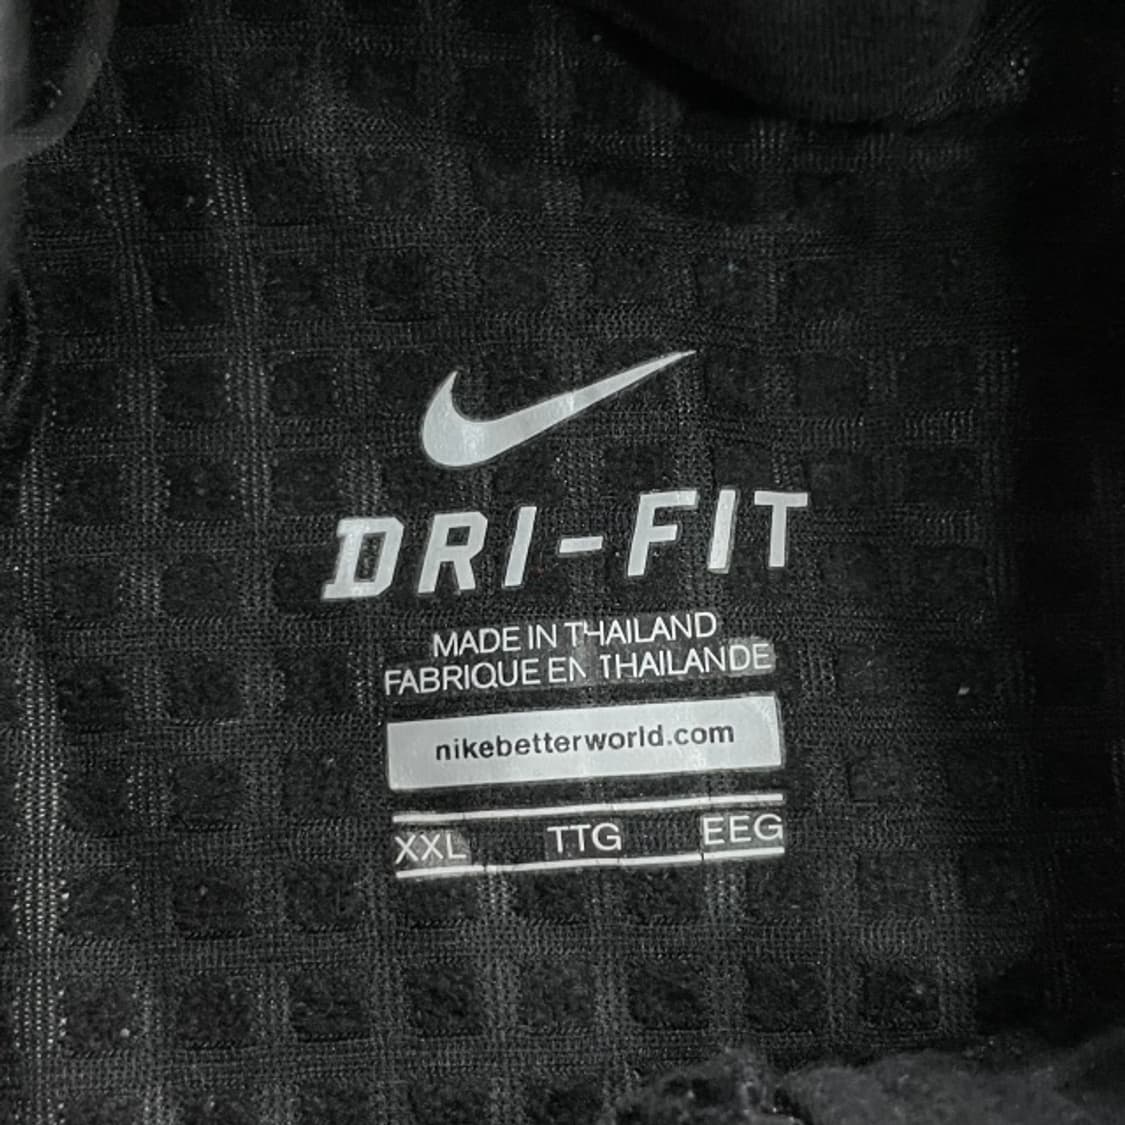 DRI-FIT
MADE IN THAILAND
FABRIQUE EN THAILANDE
nikebetterworld.com
XXL TTG EEG